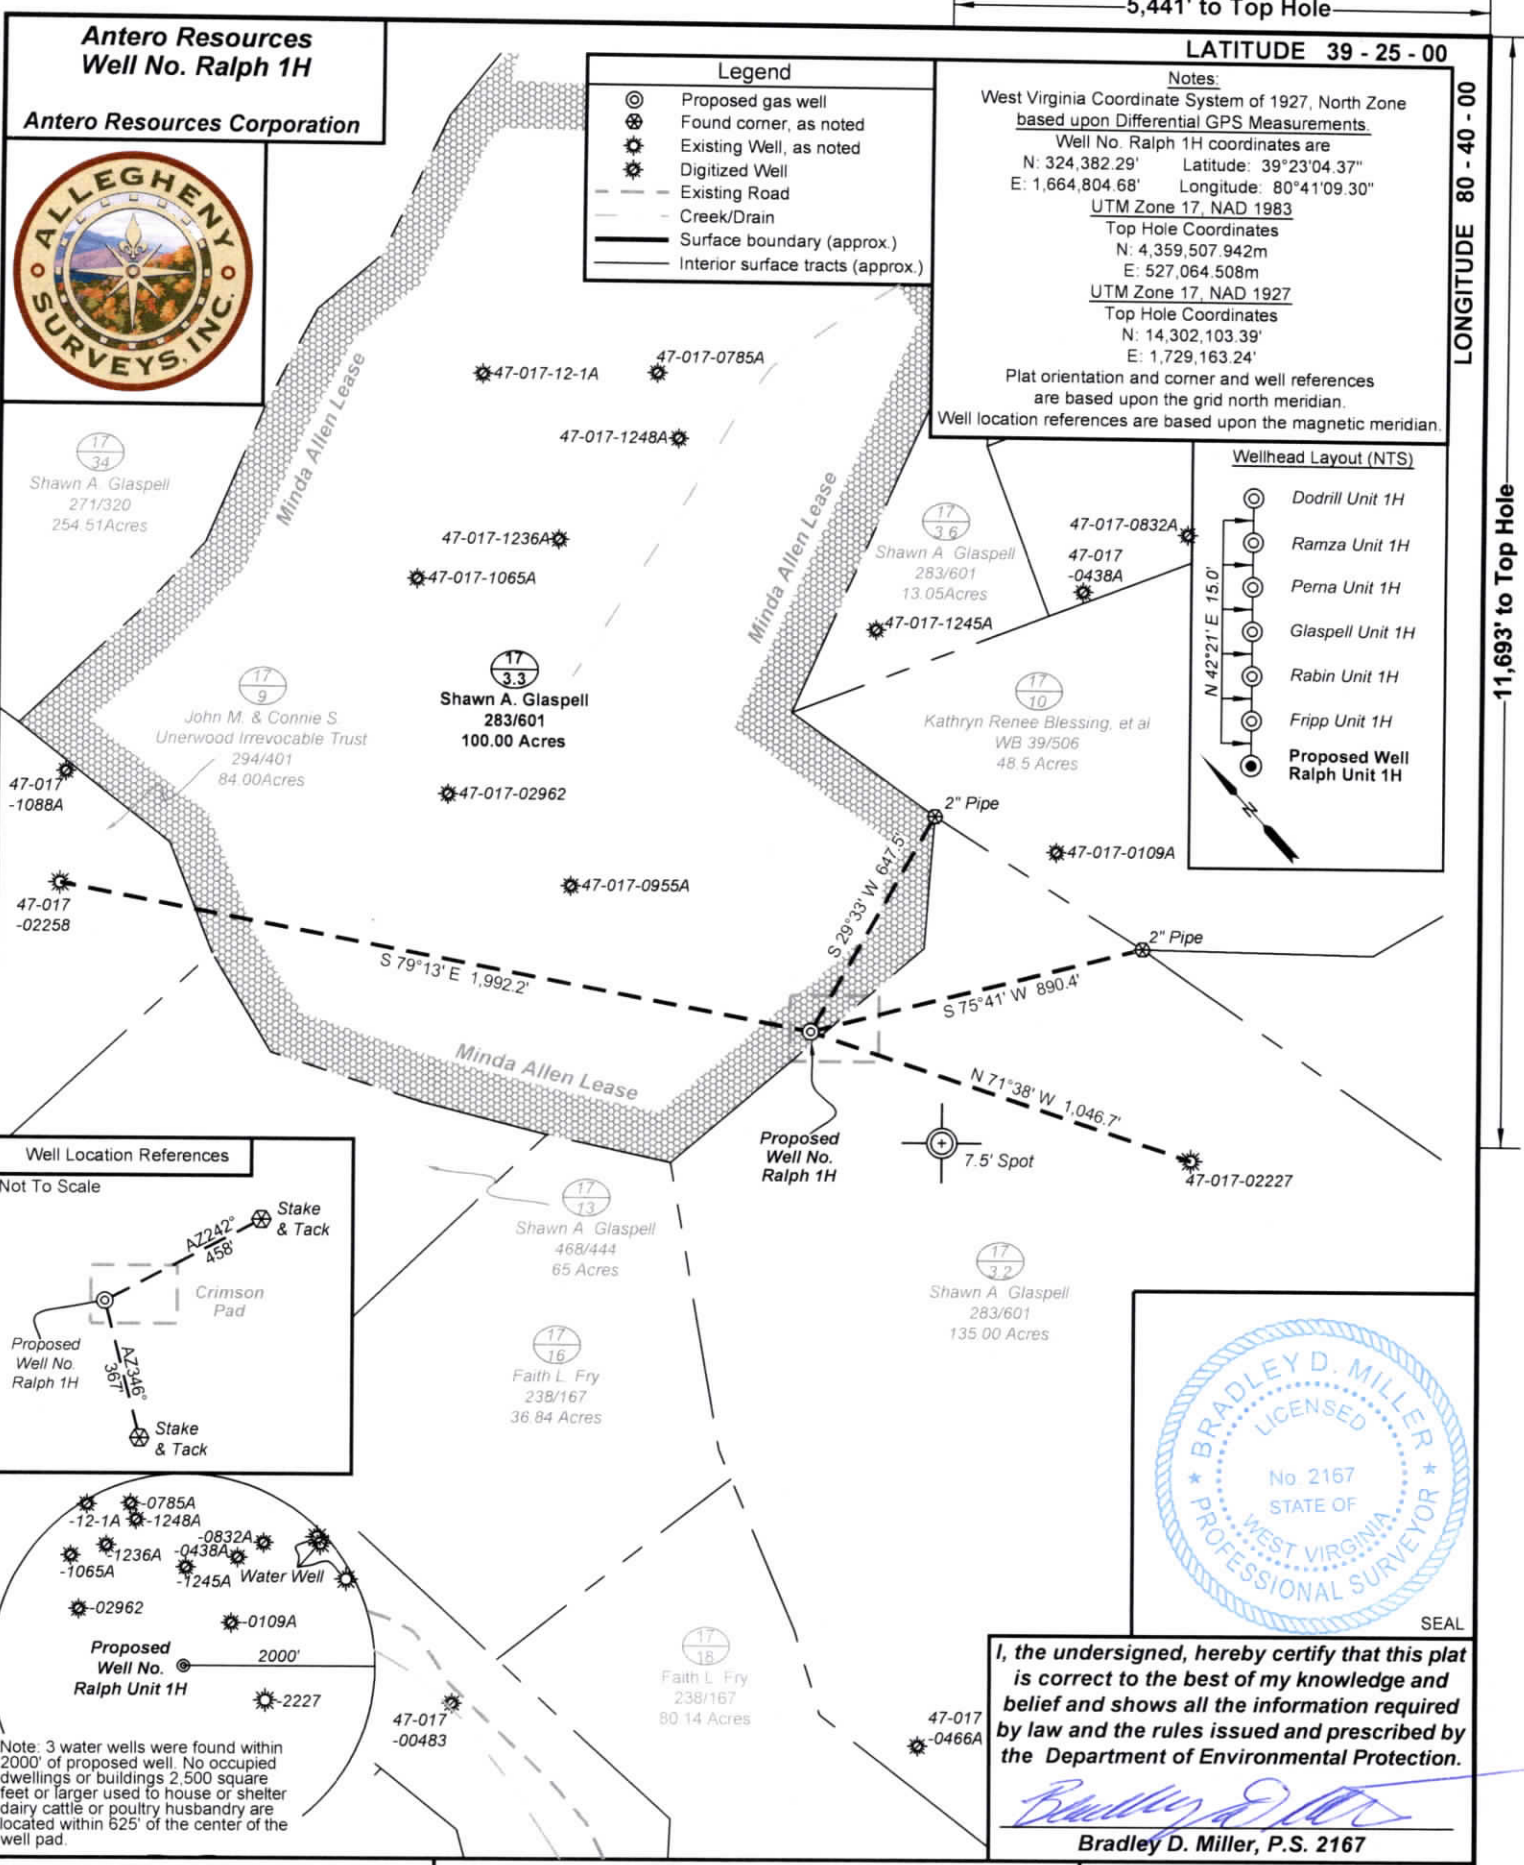 5,441' to Top Hole
Antero Resources
Well No. Ralph 1H
Antero Resources Corporation
ALLEGHENY
SURVEYS, INC.
Legend
Proposed gas well
Found corner, as noted
Existing Well, as noted
Digitized Well
Existing Road
Creek/Drain
Surface boundary (approx.)
Interior surface tracts (approx.)
LATITUDE 39 - 25 - 00
LONGITUDE 80 - 40 - 00
11,693' to Top Hole
Notes:
West Virginia Coordinate System of 1927, North Zone
based upon Differential GPS Measurements.
Well No. Ralph 1H coordinates are
N: 324,382.29' Latitude: 39°23'04.37"
E: 1,664,804.68' Longitude: 80°41'09.30"
UTM Zone 17, NAD 1983
Top Hole Coordinates
N: 4,359,507.942m
E: 527,064.508m
UTM Zone 17, NAD 1927
Top Hole Coordinates
N: 14,302,103.39'
E: 1,729,163.24'
Plat orientation and corner and well references
are based upon the grid north meridian.
Well location references are based upon the magnetic meridian.
Wellhead Layout (NTS)
Dodrill Unit 1H
Ramza Unit 1H
Perna Unit 1H
Glaspell Unit 1H
Rabin Unit 1H
Fripp Unit 1H
Proposed Well
Ralph Unit 1H
N 42°21' E 15.0'
N
47-017-12-1A
47-017-0785A
47-017-1248A
Minda Allen Lease
Minda Allen Lease
17
34
Shawn A. Glaspell
271/320
254.51Acres
47-017-1236A
47-017-1065A
17
3.6
Shawn A Glaspell
283/601
13.05Acres
47-017-0832A
47-017
-0438A
47-017-1245A
17
3.3
Shawn A. Glaspell
283/601
100.00 Acres
17
9
John M. & Connie S.
Unerwood Irrevocable Trust
294/401
84.00Acres
17
10
Kathryn Renee Blessing, et al
WB 39/506
48.5 Acres
47-017
-1088A
47-017-02962
2" Pipe
47-017-0109A
47-017-0955A
47-017
-02258
S 29°33' W 647.5'
2" Pipe
S 79°13' E 1,992.2'
S 75°41' W 890.4'
Minda Allen Lease
N 71°38' W 1,046.7'
Proposed
Well No.
Ralph 1H
7.5' Spot
47-017-02227
Well Location References
Not To Scale
AZ242°
458'
Stake
& Tack
Crimson
Pad
Proposed
Well No.
Ralph 1H
AZ346°
367'
Stake
& Tack
17
13
Shawn A Glaspell
468/444
65 Acres
17
3.2
Shawn A Glaspell
283/601
135.00 Acres
17
16
Faith L. Fry
238/167
36.84 Acres
BRADLEY D. MILLER
LICENSED
No. 2167
STATE OF
WEST VIRGINIA
PROFESSIONAL SURVEYOR
SEAL
-0785A
-12-1A
-1248A
-0832A
-1236A
-0438A
-1065A
-1245A
Water Well
-02962
-0109A
Proposed
Well No.
Ralph Unit 1H
2000'
-2227
17
18
Faith L. Fry
238/167
80.14 Acres
47-017
-00483
47-017
-0466A
Note: 3 water wells were found within
2000' of proposed well. No occupied
dwellings or buildings 2,500 square
feet or larger used to house or shelter
dairy cattle or poultry husbandry are
located within 625' of the center of the
well pad.
I, the undersigned, hereby certify that this plat
is correct to the best of my knowledge and
belief and shows all the information required
by law and the rules issued and prescribed by
the Department of Environmental Protection.
Bradley D. Miller, P.S. 2167